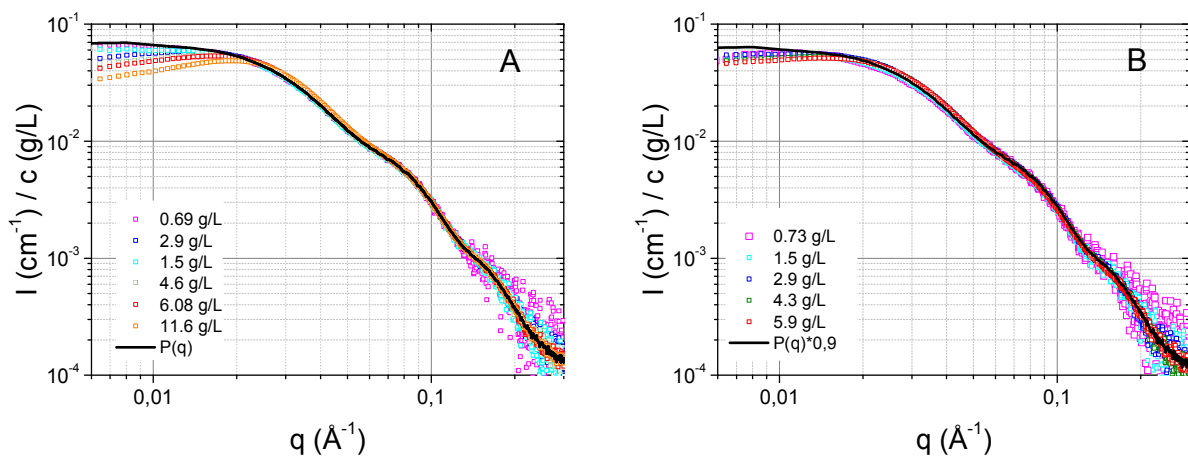 A
I (cm⁻¹) / c (g/L)
10⁻¹
10⁻²
10⁻³
10⁻⁴
0.69 g/L
2.9 g/L
1.5 g/L
4.6 g/L
6.08 g/L
11.6 g/L
P(q)
0,01
0,1
q (Å⁻¹)
B
I (cm⁻¹) / c (g/L)
10⁻¹
10⁻²
10⁻³
10⁻⁴
0.73 g/L
1.5 g/L
2.9 g/L
4.3 g/L
5.9 g/L
P(q)*0,9
0,01
0,1
q (Å⁻¹)